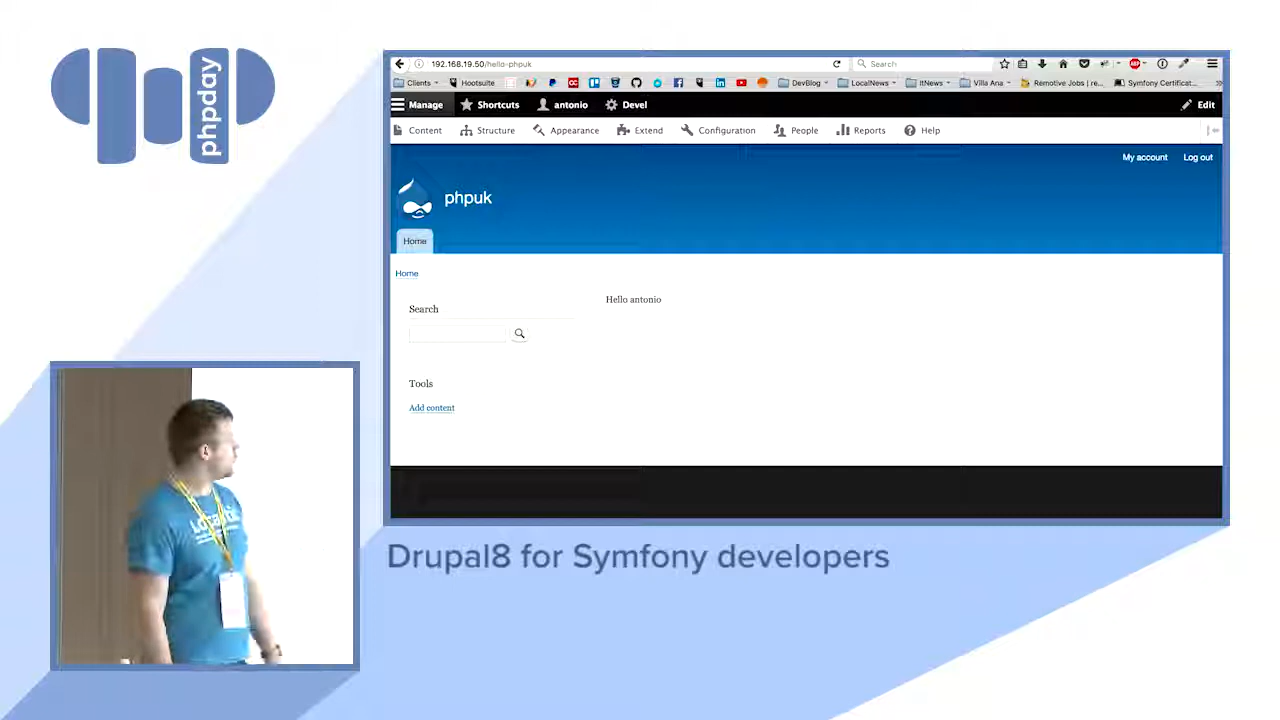 phpday
192.168.19.50/hello-phpuk
Search
Clients
Hootsuite
DevBlog
LocalNews
ItNews
Villa Ana
Remotive Jobs | re...
Symfony Certificat...
Manage
Shortcuts
antonio
Devel
Edit
Content
Structure
Appearance
Extend
Configuration
People
Reports
Help
My account
Log out
phpuk
Home
Home
Search
Hello antonio
Tools
Add content
Drupal8 for Symfony developers